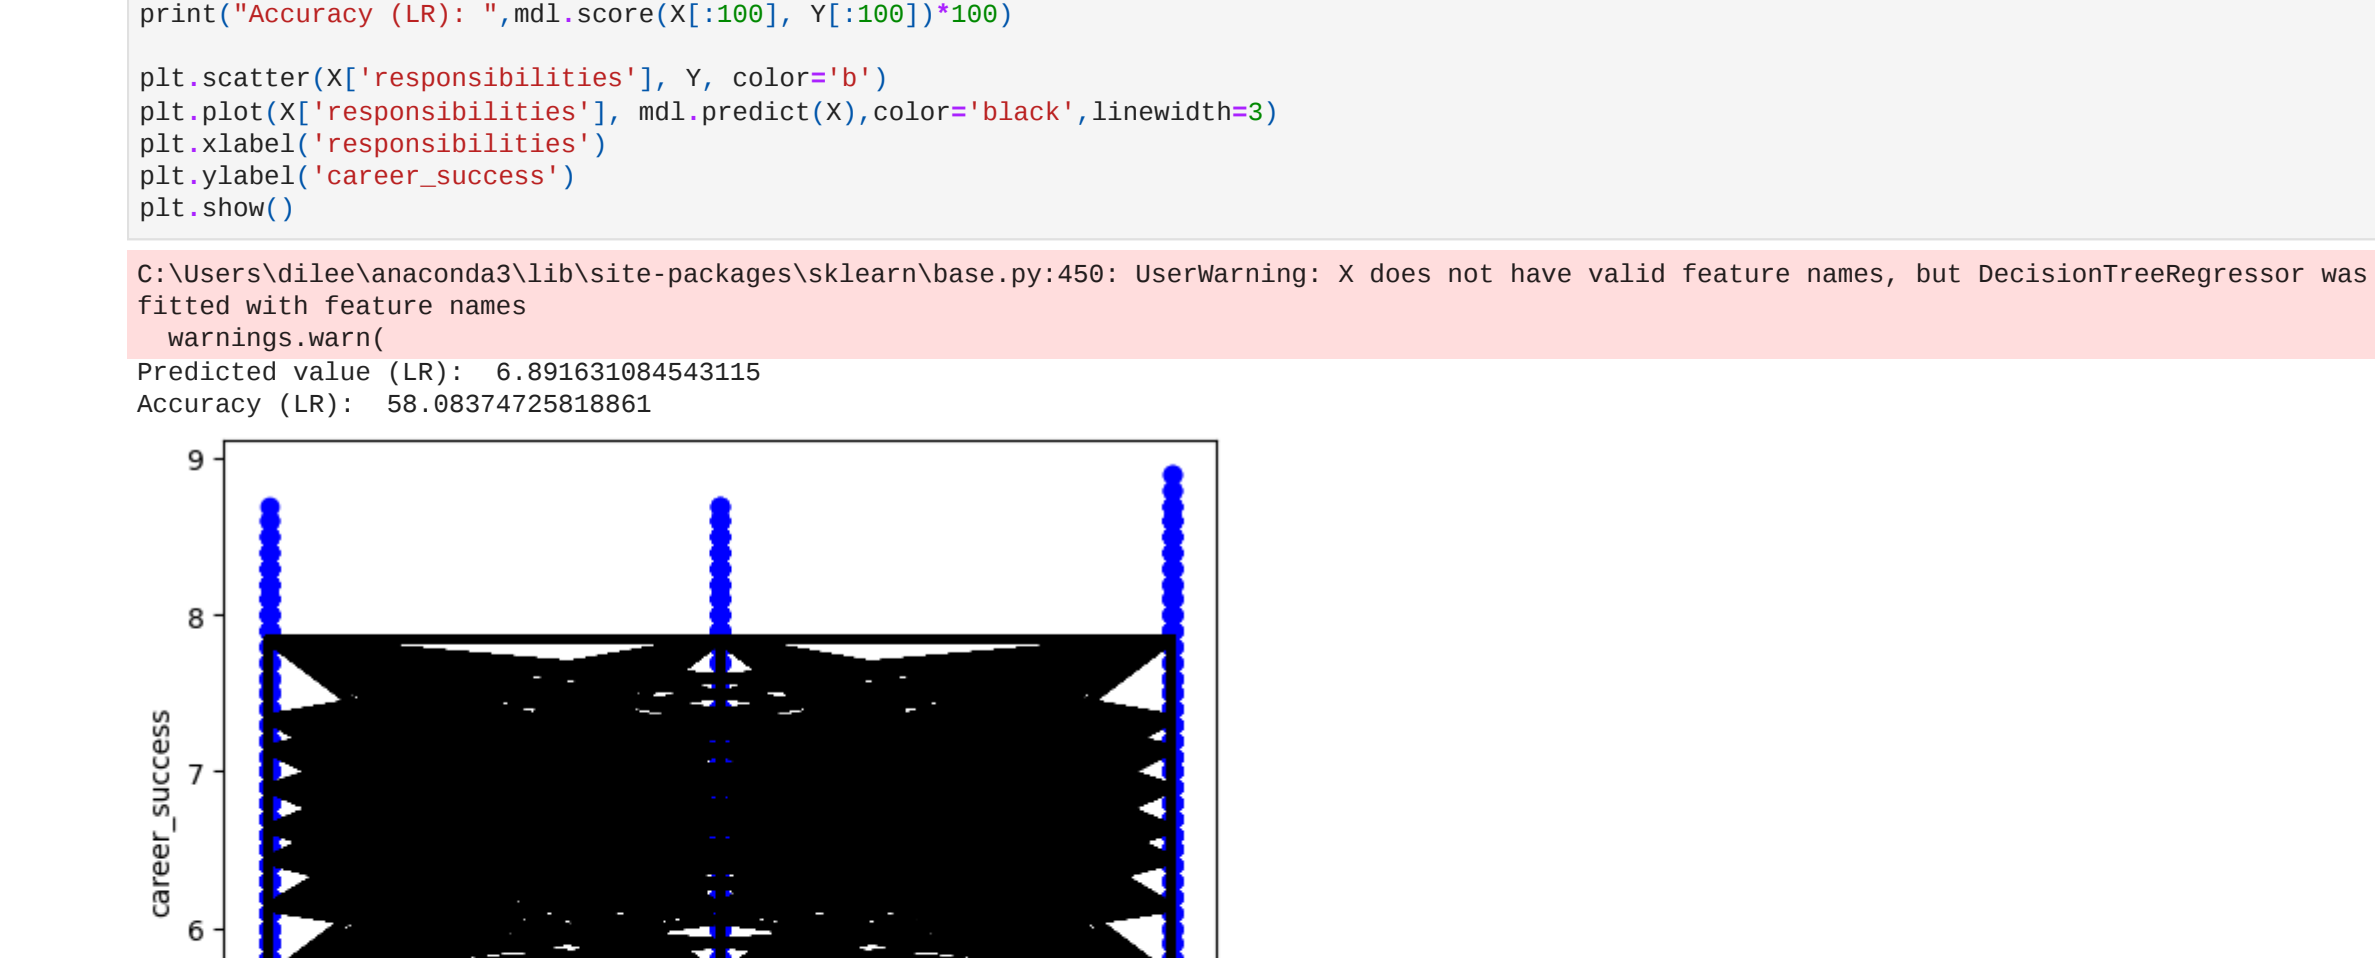 print("Accuracy (LR): ",mdl.score(X[:100], Y[:100])*100)
plt.scatter(X['responsibilities'], Y, color='b')
plt.plot(X['responsibilities'], mdl.predict(X),color='black',linewidth=3)
plt.xlabel('responsibilities')
plt.ylabel('career_success')
plt.show()
C:\Users\dilee\anaconda3\lib\site-packages\sklearn\base.py:450: UserWarning: X does not have valid feature names, but DecisionTreeRegressor was
fitted with feature names
  warnings.warn(
Predicted value (LR):  6.891631084543115
Accuracy (LR):  58.08374725818861
9
8
7
6
career_success